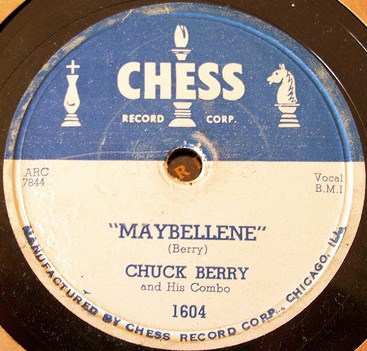 CHESS
RECORD CORP.
ARC
7844
Vocal
B.M.I
R
"MAYBELLENE"
(Berry)
CHUCK BERRY
and His Combo
1604
MANUFACTURED BY CHESS RECORD CORP., CHICAGO, ILL